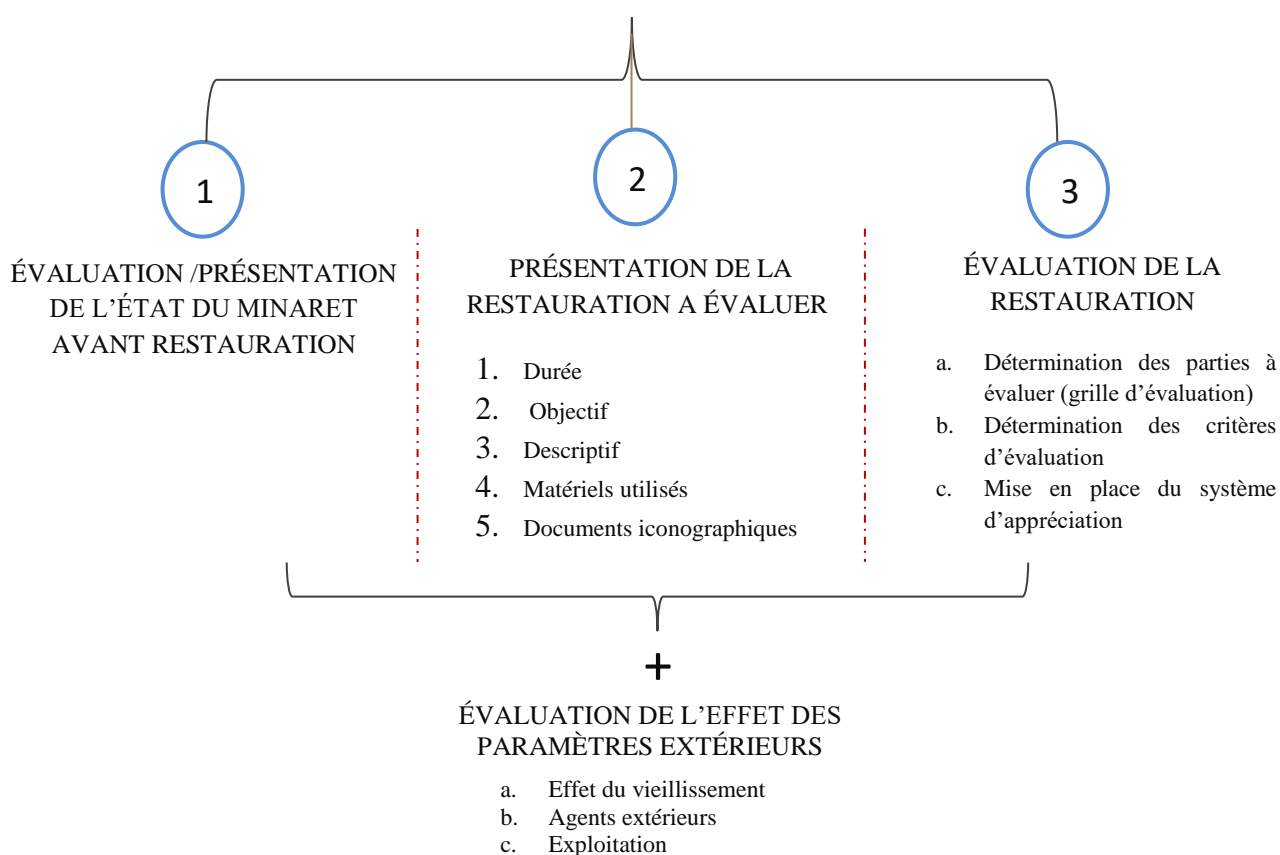 1
ÉVALUATION /PRÉSENTATION
DE L’ÉTAT DU MINARET
AVANT RESTAURATION
2
PRÉSENTATION DE LA
RESTAURATION A ÉVALUER
1. Durée
2. Objectif
3. Descriptif
4. Matériels utilisés
5. Documents iconographiques
3
ÉVALUATION DE LA
RESTAURATION
a. Détermination des parties à
évaluer (grille d’évaluation)
b. Détermination des critères
d’évaluation
c. Mise en place du système
d’appréciation
+
ÉVALUATION DE L’EFFET DES
PARAMÈTRES EXTÉRIEURS
a. Effet du vieillissement
b. Agents extérieurs
c. Exploitation